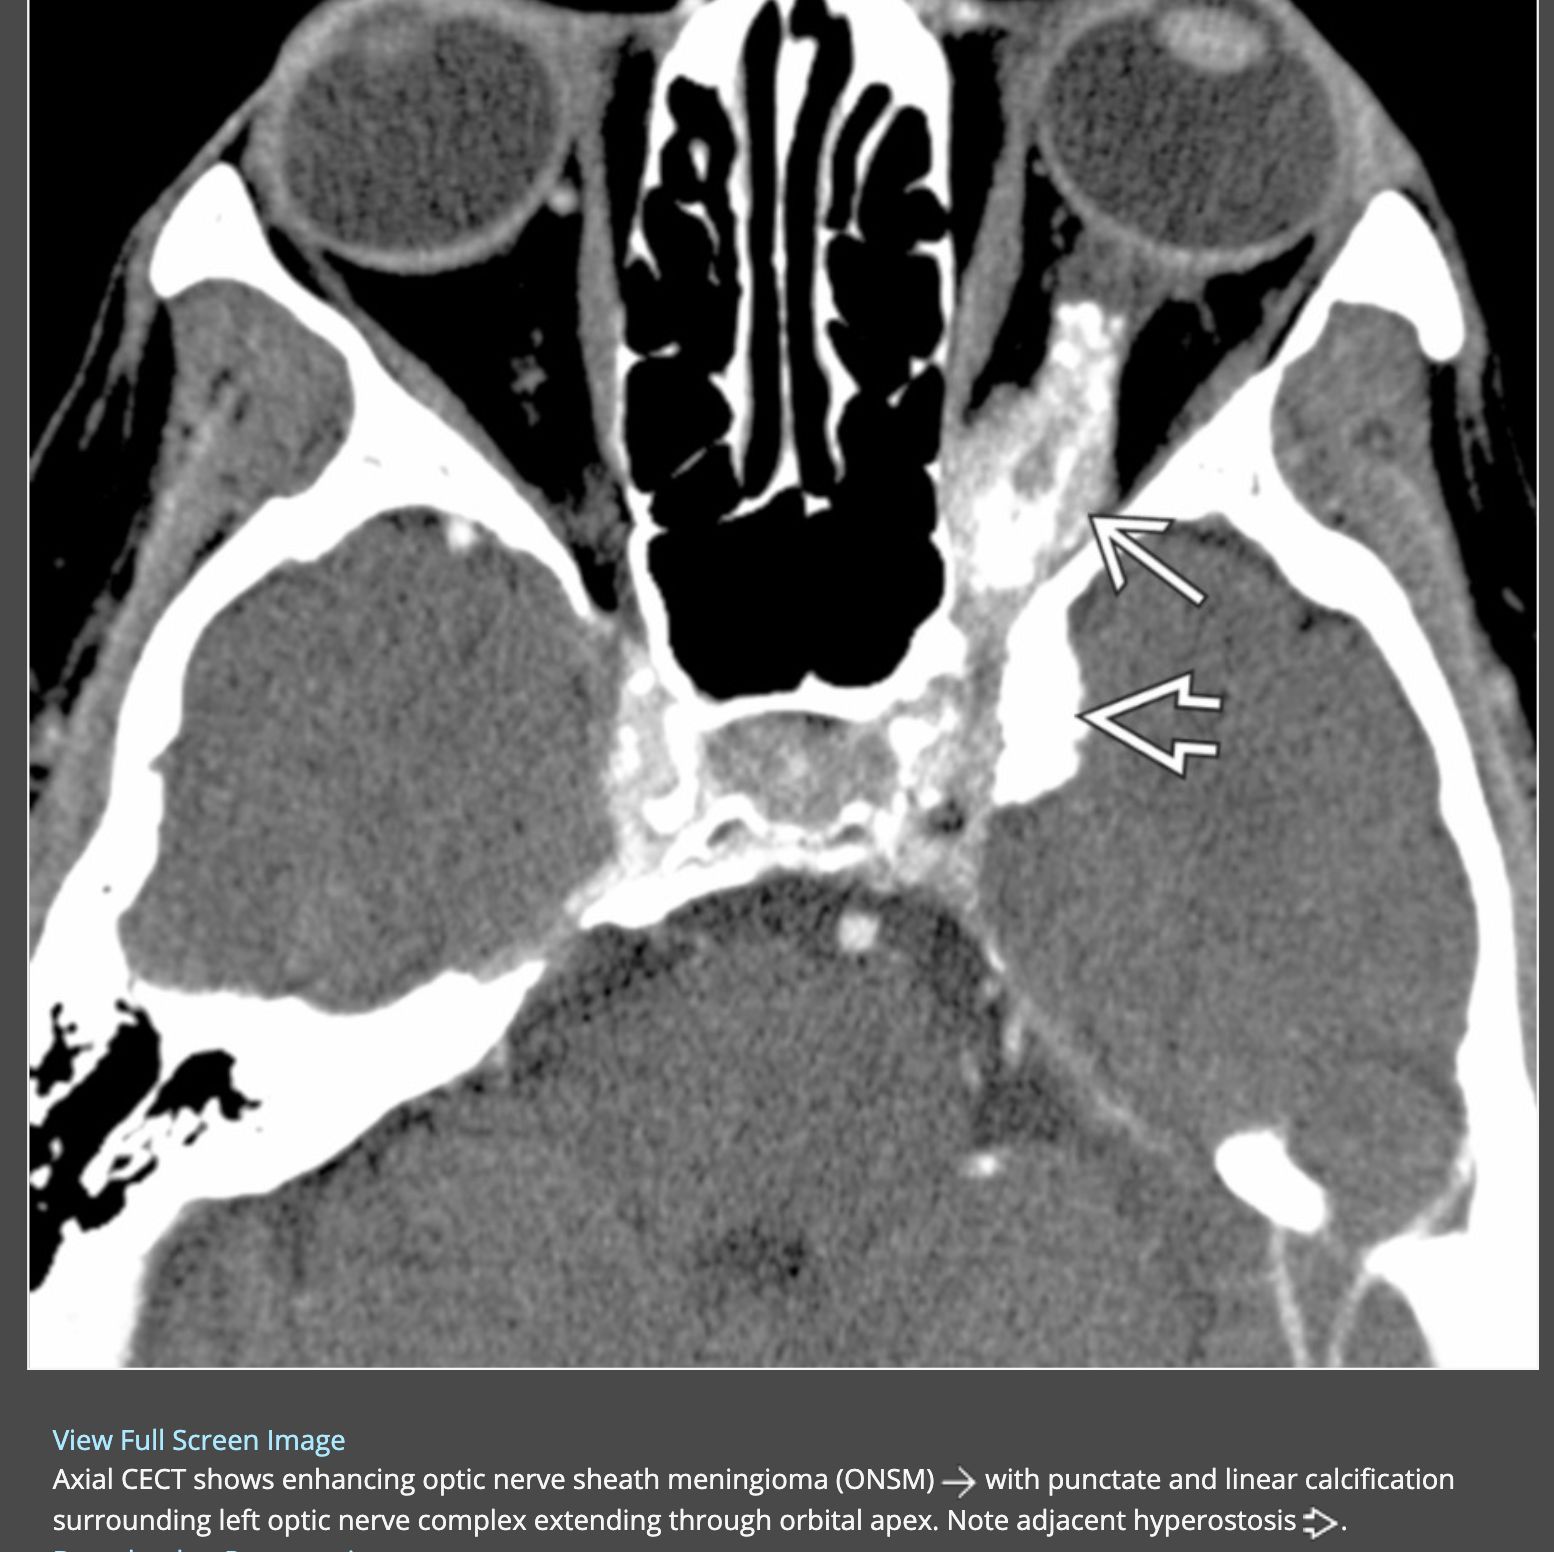 View Full Screen Image
Axial CECT shows enhancing optic nerve sheath meningioma (ONSM) → with punctate and linear calcification
surrounding left optic nerve complex extending through orbital apex. Note adjacent hyperostosis ⇨.